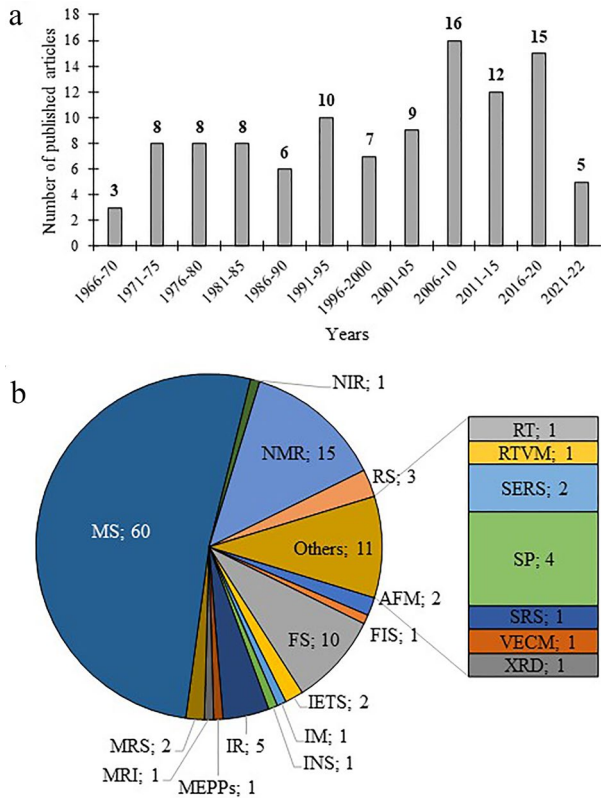 a
Number of published articles
18
16
14
12
10
8
6
4
2
0
3
8
8
8
6
10
7
9
16
12
15
5
1966-70
1971-75
1976-80
1981-85
1986-90
1991-95
1996-2000
2001-05
2006-10
2011-15
2016-20
2021-22
Years
b
NIR; 1
NMR; 15
RS; 3
MS; 60
Others; 11
AFM; 2
FIS; 1
FS; 10
IETS; 2
IM; 1
INS; 1
IR; 5
MEPPs; 1
MRI; 1
MRS; 2
RT; 1
RTVM; 1
SERS; 2
SP; 4
SRS; 1
VECM; 1
XRD; 1